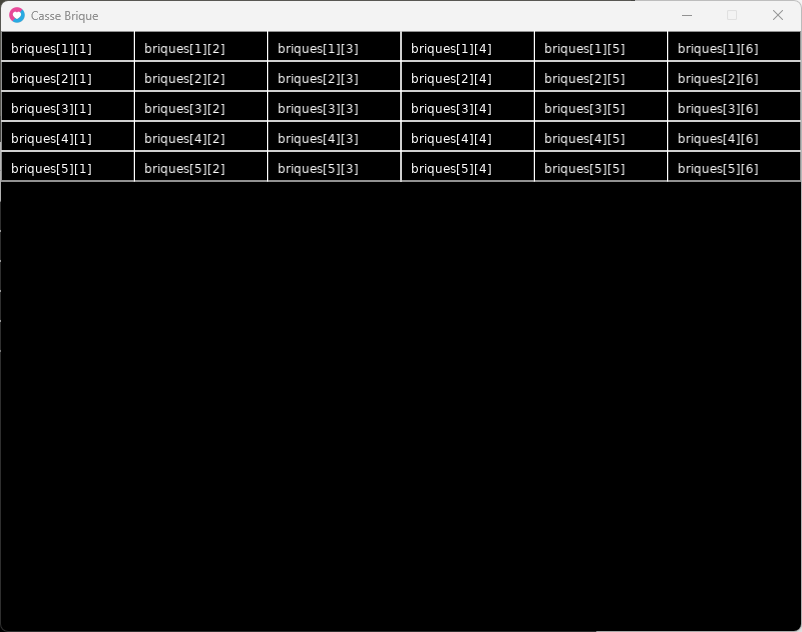 Casse Brique
briques[1][1] briques[1][2] briques[1][3] briques[1][4] briques[1][5] briques[1][6]
briques[2][1] briques[2][2] briques[2][3] briques[2][4] briques[2][5] briques[2][6]
briques[3][1] briques[3][2] briques[3][3] briques[3][4] briques[3][5] briques[3][6]
briques[4][1] briques[4][2] briques[4][3] briques[4][4] briques[4][5] briques[4][6]
briques[5][1] briques[5][2] briques[5][3] briques[5][4] briques[5][5] briques[5][6]